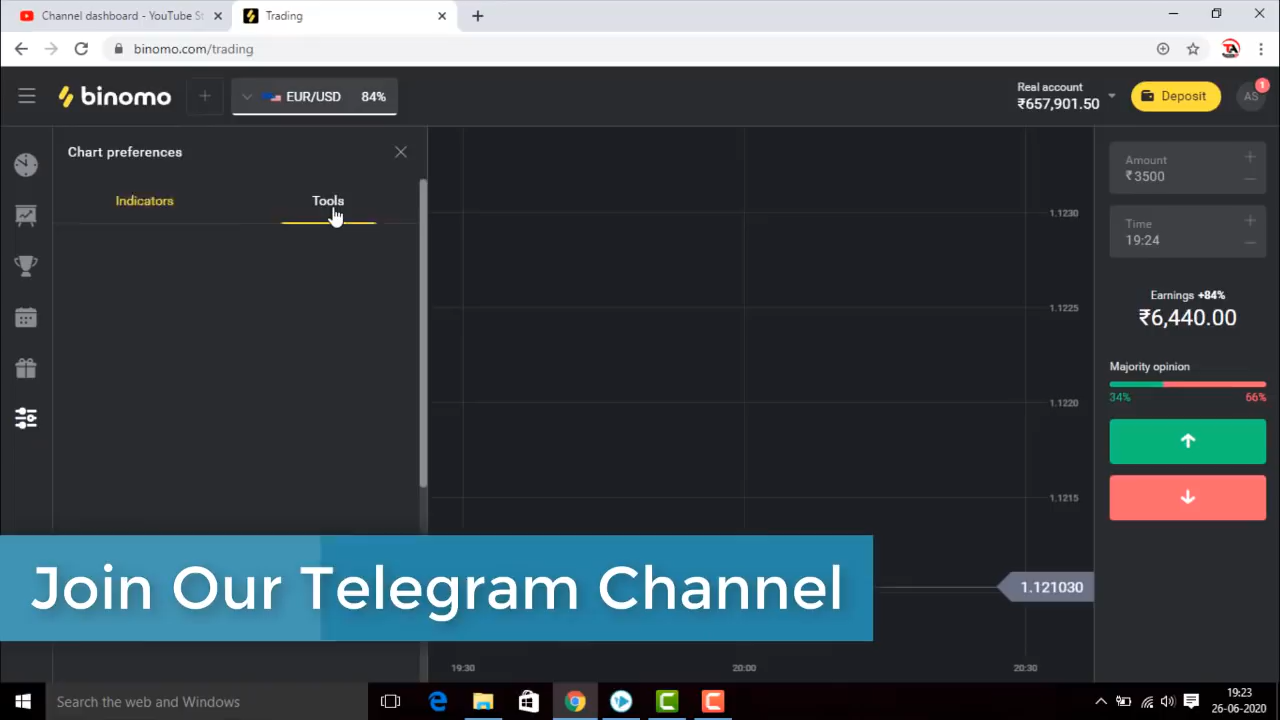 Channel dashboard - YouTube St
Trading
binomo.com/trading
binomo
EUR/USD 84%
Real account
₹657,901.50
Deposit
AS
1
Chart preferences
Indicators
Tools
1.1230
1.1225
1.1220
1.1215
1.121030
19:30
20:00
20:30
Amount
₹3500
Time
19:24
Earnings +84%
₹6,440.00
Majority opinion
34%
66%
Join Our Telegram Channel
Search the web and Windows
19:23
26-06-2020